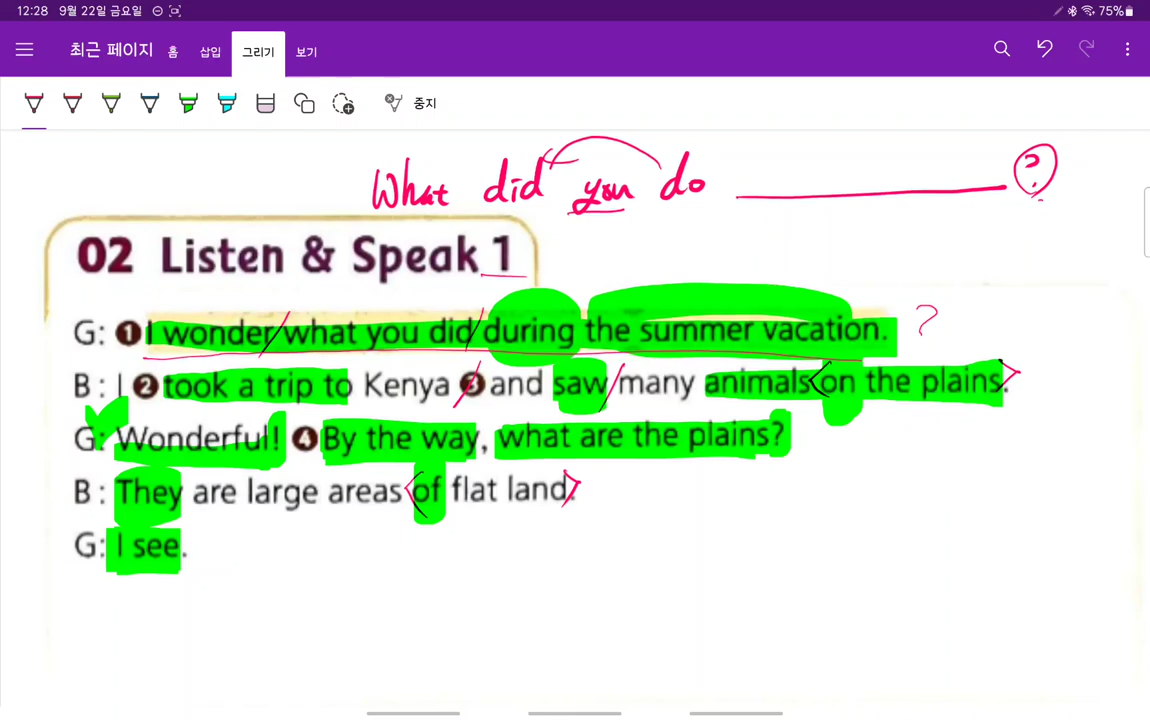 12:28 9월 22일 금요일 75%
최근 페이지 홈 삽입 그리기 보기
중지
What did you do ?
02 Listen & Speak 1
G: ❶ I wonder / what you did / during the summer vacation. ?
B: I ❷ took a trip to Kenya / ❸ and saw / many animals <on the plains>.
G: Wonderful! ❹ By the way, what are the plains?
B: They are large areas <of flat land>.
G: I see.